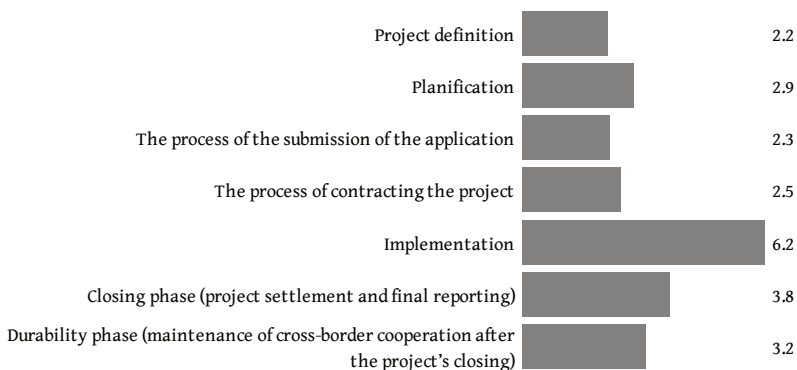 Project definition 2.2
Planification 2.9
The process of the submission of the application 2.3
The process of contracting the project 2.5
Implementation 6.2
Closing phase (project settlement and final reporting) 3.8
Durability phase (maintenance of cross-border cooperation after
the project's closing) 3.2